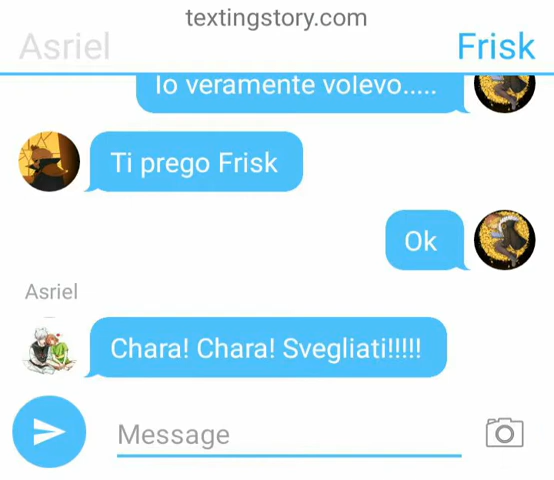 textingstory.com
Asriel
Frisk
Io veramente volevo.....
Ti prego Frisk
Ok
Asriel
Chara! Chara! Svegliati!!!!!
Message